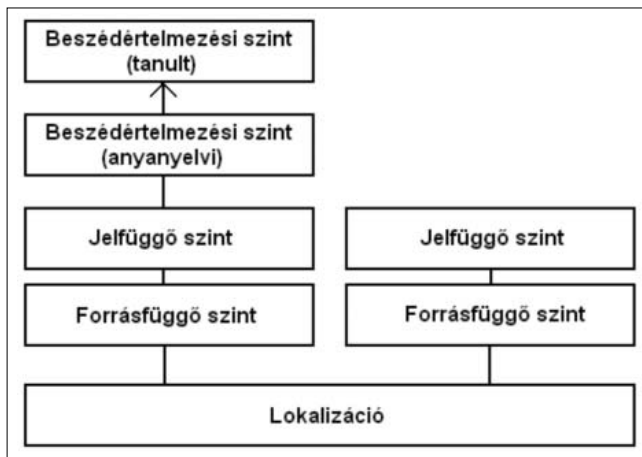 Beszédértelmezési szint
(tanult)
Beszédértelmezési szint
(anyanyelvi)
Jelfüggő szint
Jelfüggő szint
Forrásfüggő szint
Forrásfüggő szint
Lokalizáció